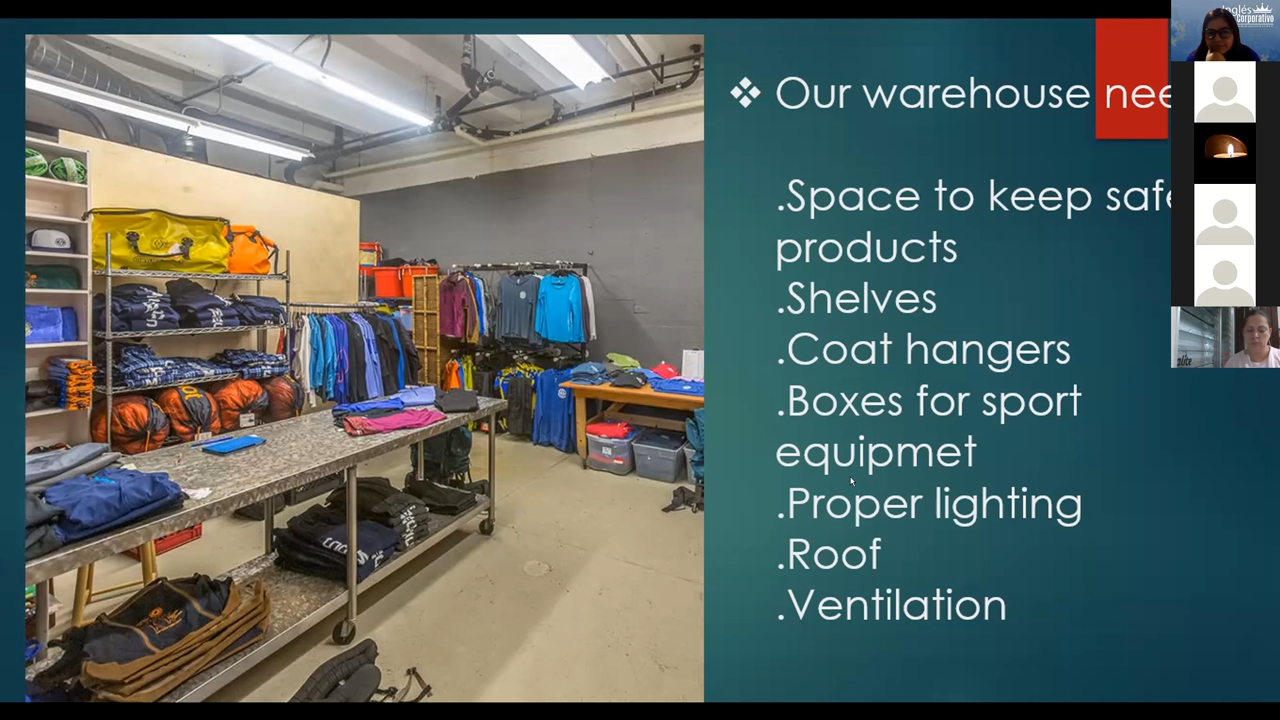 Our warehouse nee
.Space to keep safe
products
.Shelves
.Coat hangers
.Boxes for sport
equipmet
.Proper lighting
.Roof
.Ventilation
Inglés
Corporativo